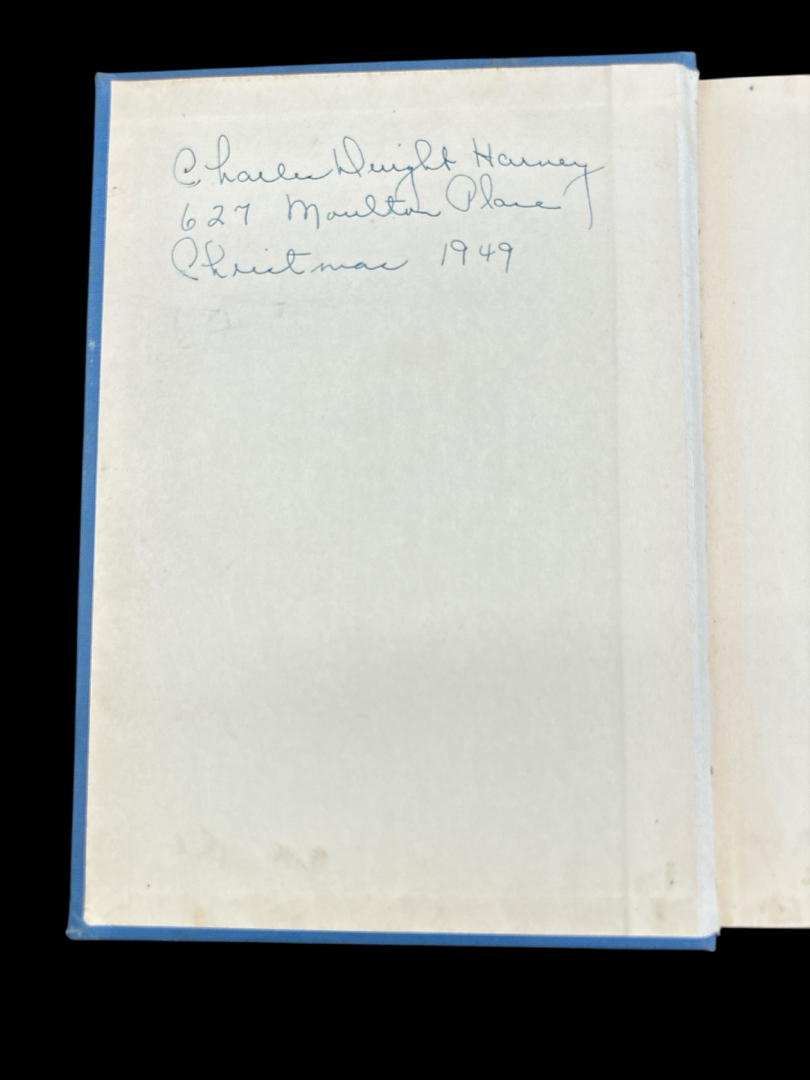 Charles Dwight Harvey
627 Moulton Place
Christmas 1949